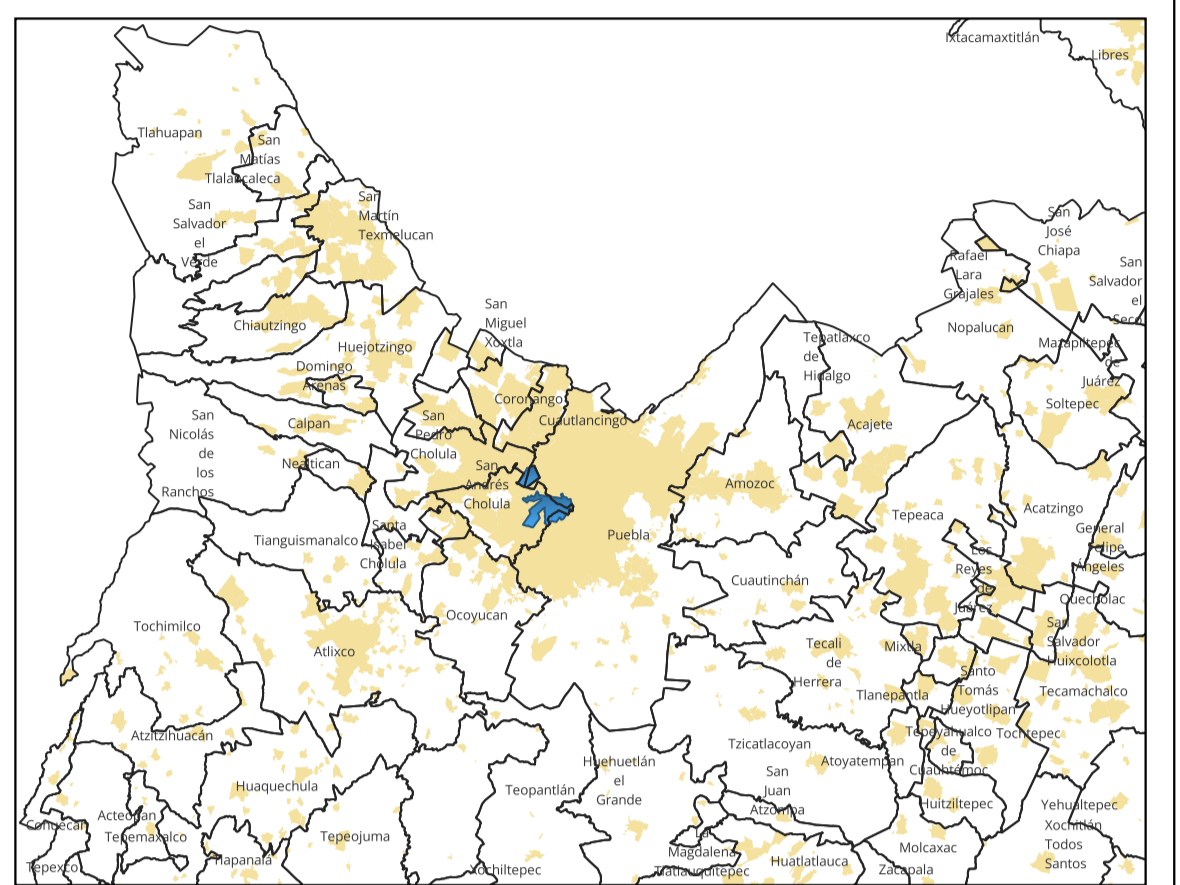 Ixtacamaxtitlán
Libres
Tlahuapan
San
Matías
Tlalancaleca
San
Martín
Texmelucan
San
Salvador
el
Verde
San
José
Chiapa
Rafael
Lara
Grajales
San
Salvador
el
Seco
Chiautzingo
San
Miguel
Xoxtla
Nopalucan
Huejotzingo
Tepatlaxco
de
Hidalgo
Mazapiltepec
de
Juárez
Domingo
Arenas
Coronango
Soltepec
San
Pedro
Cholula
Cuautlancingo
Calpan
Acajete
San
Nicolás
de
los
Ranchos
Nealtican
San
Andrés
Cholula
Amozoc
Tepeaca
Acatzingo
Santa
Isabel
Cholula
Tianguismanalco
Puebla
General
Felipe
Ángeles
Los
Reyes
de
Juárez
Cuautinchán
Quecholac
Ocoyucan
Tochimilco
Atlixco
Tecali
de
Herrera
Mixtla
San
Salvador
Huixcolotla
Santo
Tomás
Hueyotlipan
Tlanepantla
Tecamachalco
Atzitzihuacán
Tepeyahualco
de
Cuauhtémoc
Tochtepec
Tzicatlacoyan
Atoyatempan
Huehuetlán
el
Grande
San
Juan
Atzompa
Huaquechula
Teopantlán
Huitziltepec
Yehualtepec
Acteopan
Cohuecan
Tepemaxalco
Tepeojuma
Xochitlán
Todos
Santos
La
Magdalena
Tlatlauquitepec
Molcaxac
Huatlatlauca
Tepexco
Tlapanalá
Xochiltepec
Zacapala